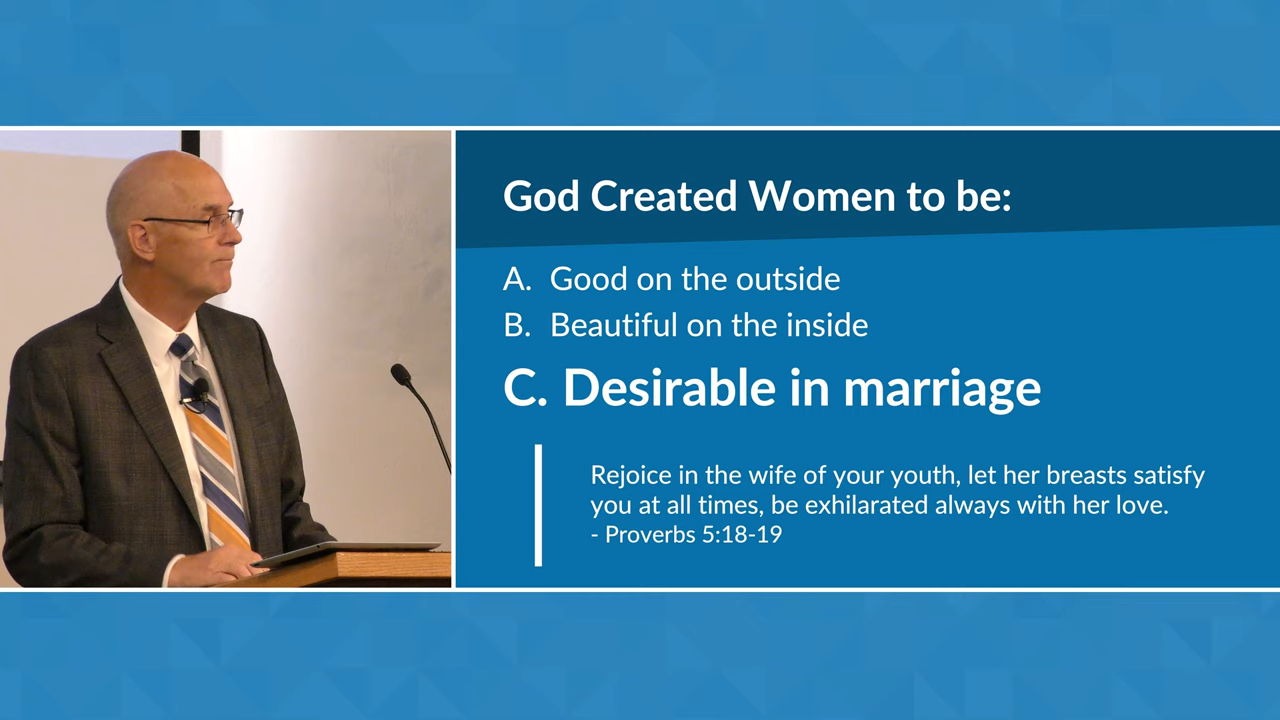 God Created Women to be:
A. Good on the outside
B. Beautiful on the inside
C. Desirable in marriage
Rejoice in the wife of your youth, let her breasts satisfy
you at all times, be exhilarated always with her love.
- Proverbs 5:18-19